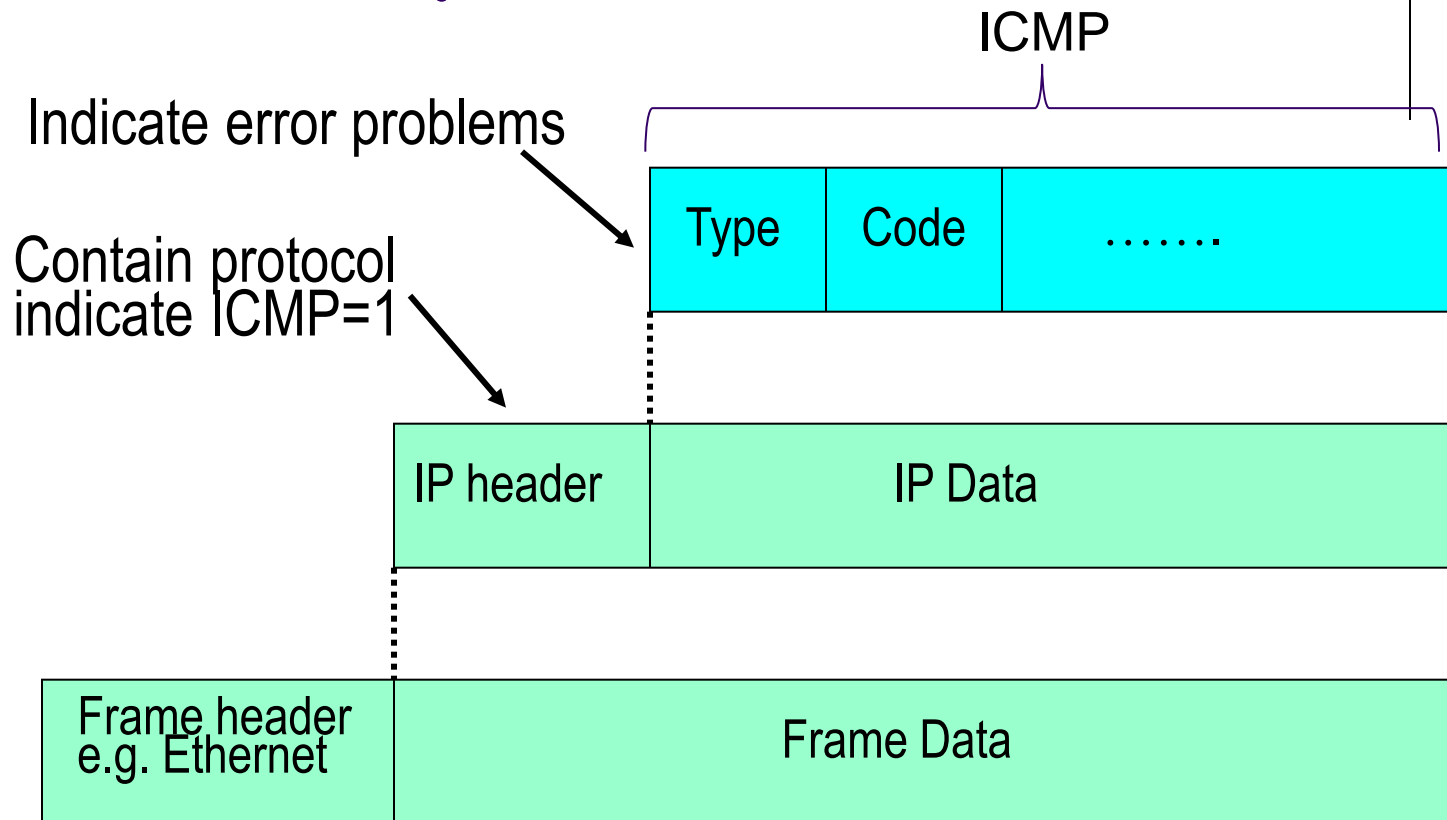 ICMP
Indicate error problems
Type
Code
.......
Contain protocol
indicate ICMP=1
IP header
IP Data
Frame header
e.g. Ethernet
Frame Data